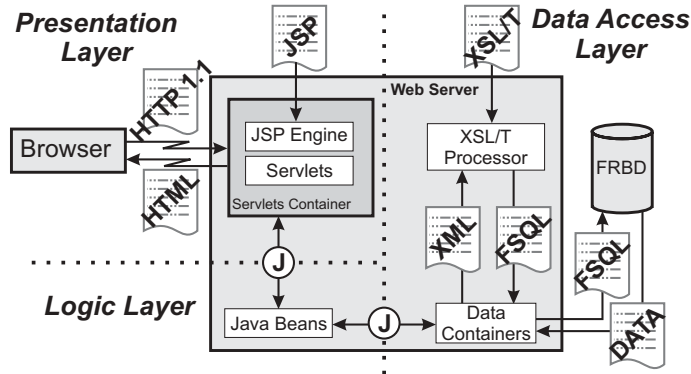 Presentation
Layer
JSP
XSL/T
Data Access
Layer
HTTP 1.1
Web Server
Browser
JSP Engine
Servlets
Servlets Container
XSL/T
Processor
FRBD
HTML
XML
FSQL
FSQL
J
Logic Layer
Java Beans
J
Data
Containers
DATA